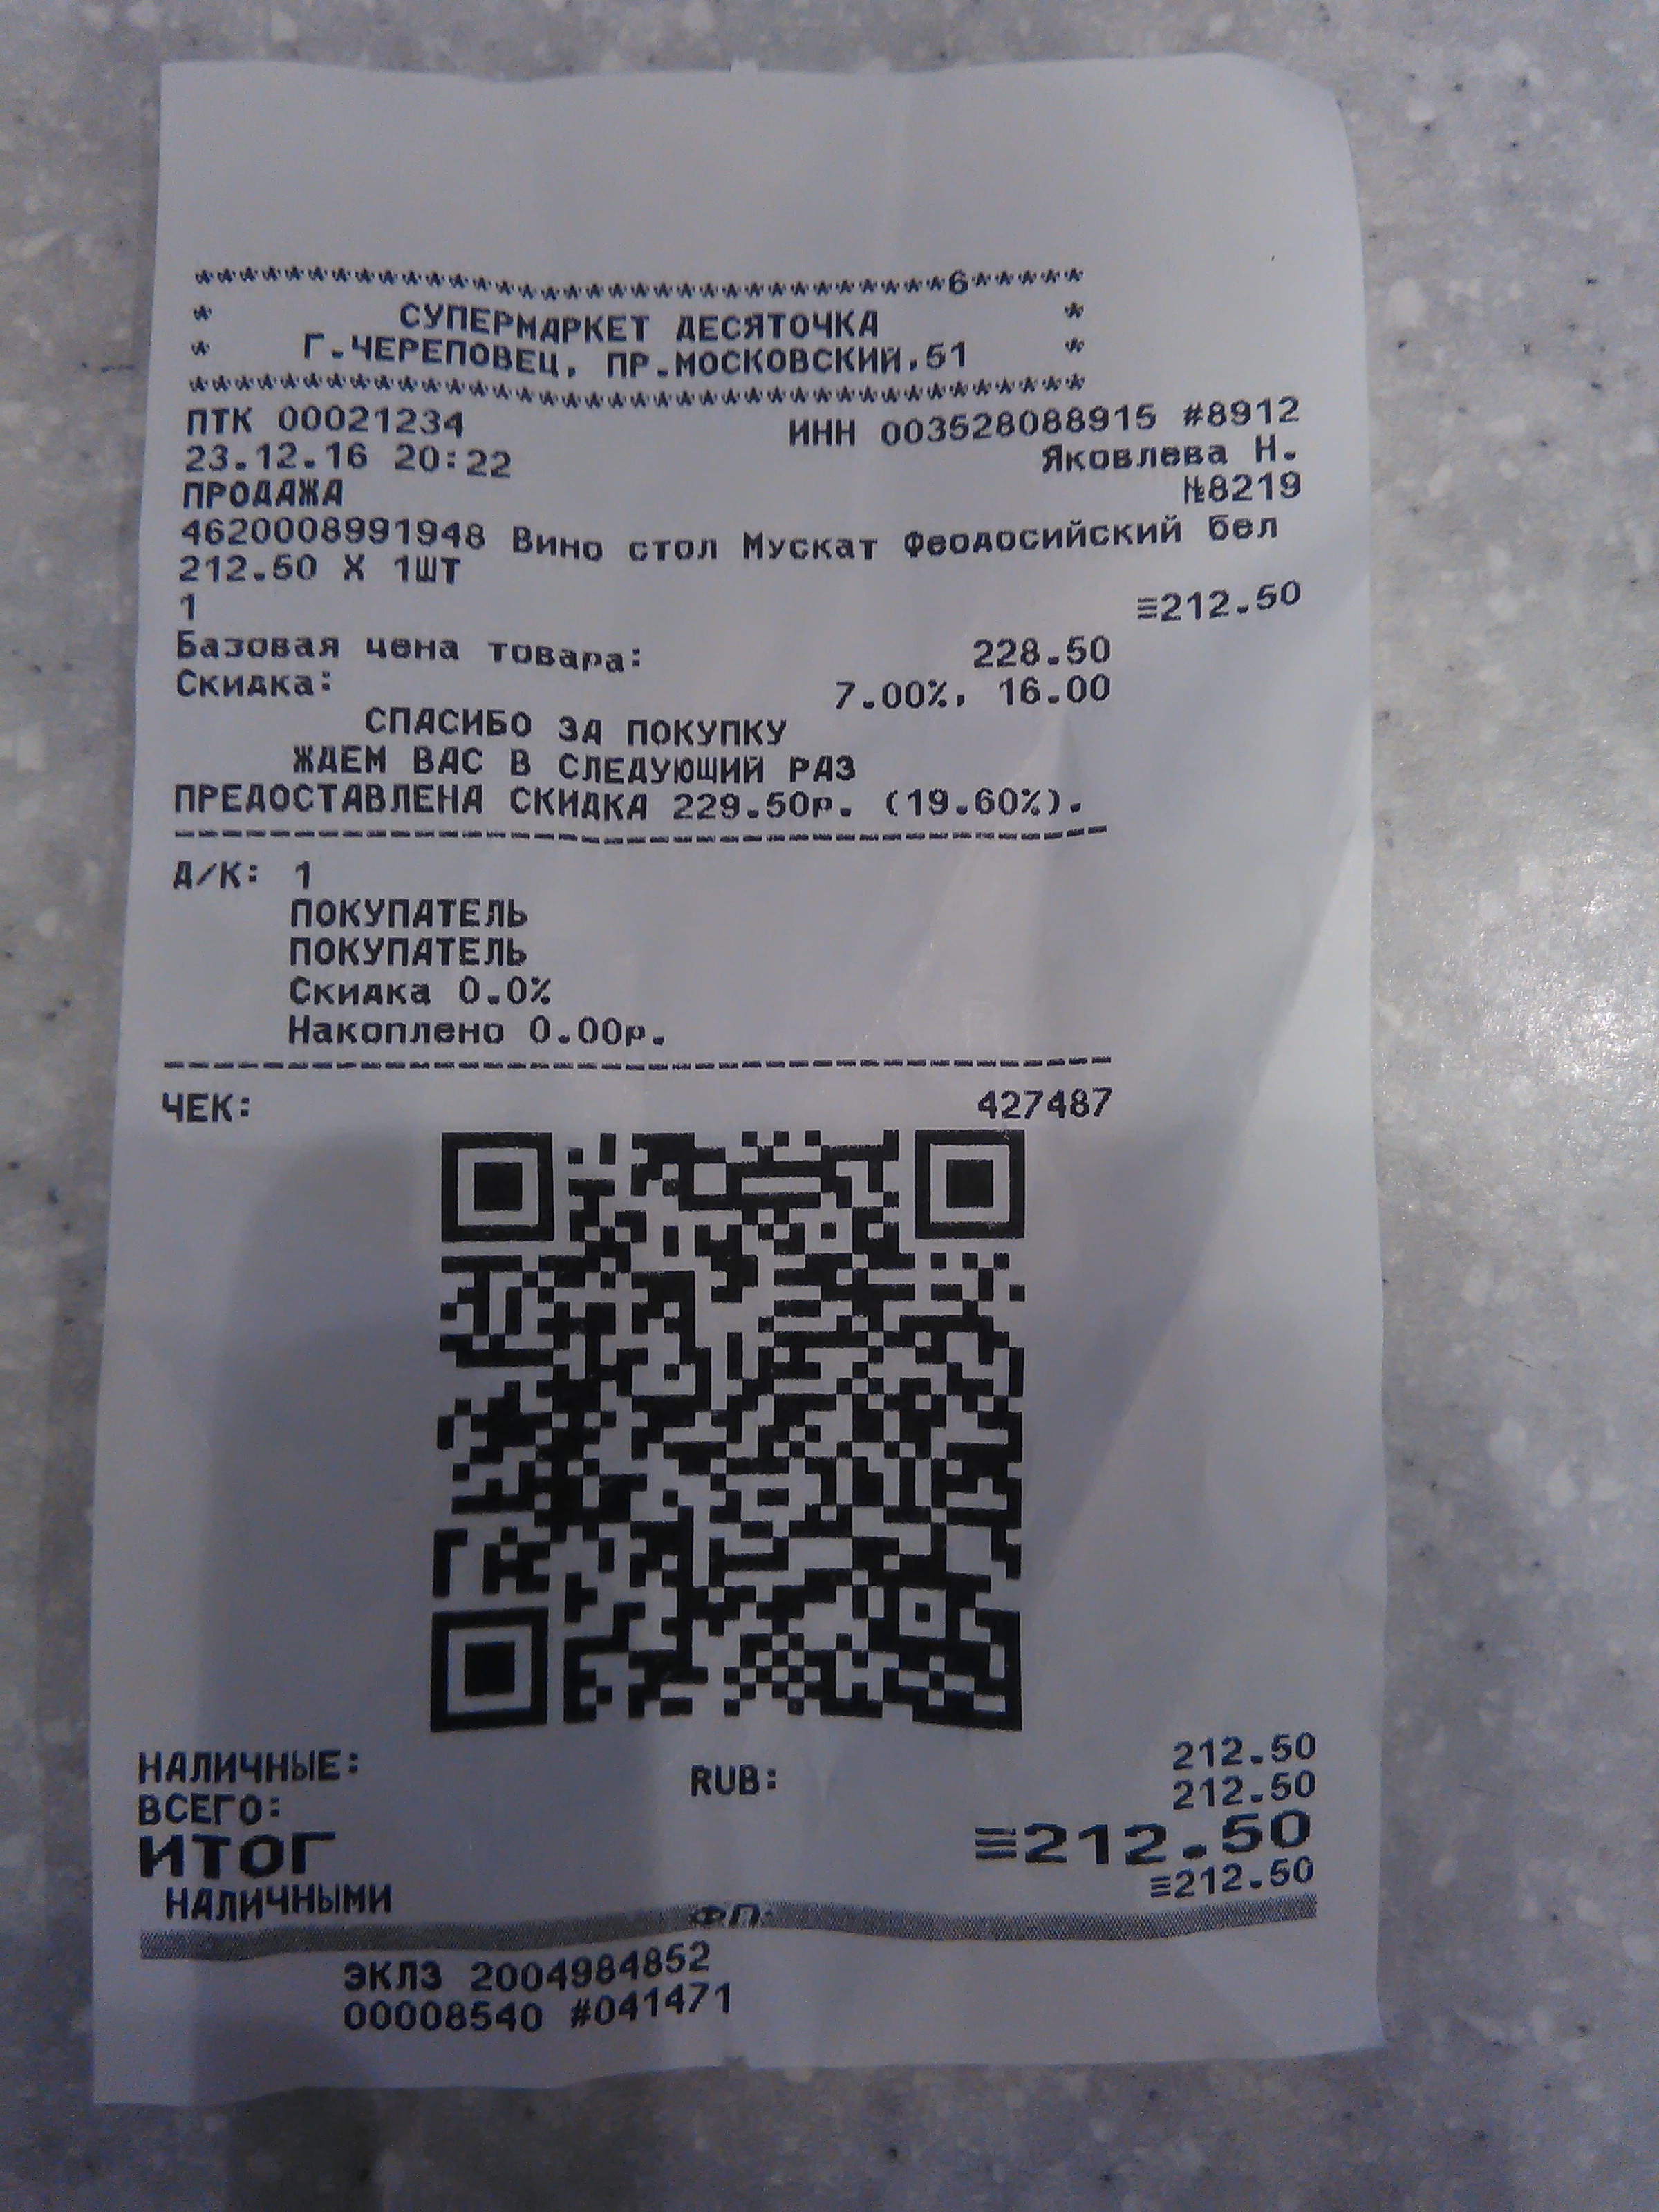 ******************************6*****
* СУПЕРМАРКЕТ ДЕСЯТОЧКА *
* Г.ЧЕРЕПОВЕЦ, ПР.МОСКОВСКИЙ,51 *
************************************
ПТК 00021234 ИНН 003528088915 #8912
23.12.16 20:22 Яковлева Н.
ПРОДАЖА №8219
4620008991948 Вино стол Мускат Феодосийский бел
212.50 X 1ШТ
1 ≡212.50
Базовая цена товара: 228.50
Скидка: 7.00%, 16.00
СПАСИБО ЗА ПОКУПКУ
ЖДЕМ ВАС В СЛЕДУЮЩИЙ РАЗ
ПРЕДОСТАВЛЕНА СКИДКА 229.50р. (19.60%).
Д/К: 1
ПОКУПАТЕЛЬ
ПОКУПАТЕЛЬ
Скидка 0.0%
Накоплено 0.00р.
ЧЕК: 427487
НАЛИЧНЫЕ: 212.50
ВСЕГО: RUB: 212.50
ИТОГ ≡212.50
НАЛИЧНЫМИ ≡212.50
ФП
ЭКЛЗ 2004984852
00008540 #041471